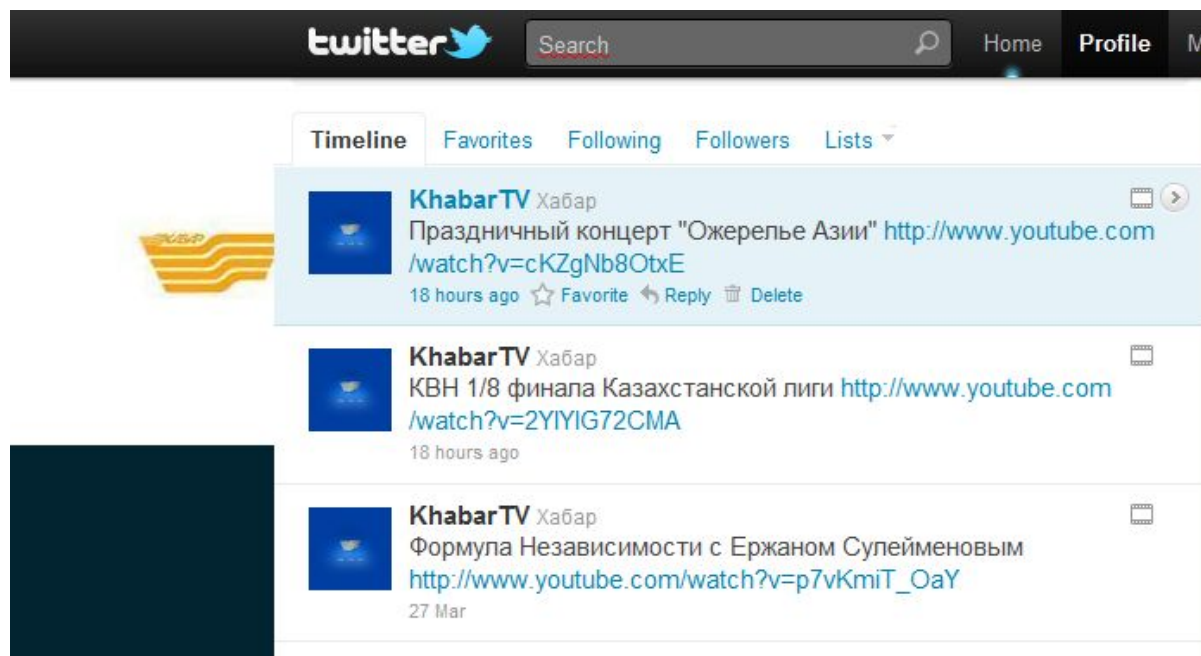 twitter Search Home Profile
Timeline Favorites Following Followers Lists
KhabarTV Хабар
Праздничный концерт "Ожерелье Азии" http://www.youtube.com
/watch?v=cKZgNb8OtxE
18 hours ago Favorite Reply Delete
KhabarTV Хабар
КВН 1/8 финала Казахстанской лиги http://www.youtube.com
/watch?v=2YlYlG72CMA
18 hours ago
KhabarTV Хабар
Формула Независимости с Ержаном Сулейменовым
http://www.youtube.com/watch?v=p7vKmiT_OaY
27 Mar